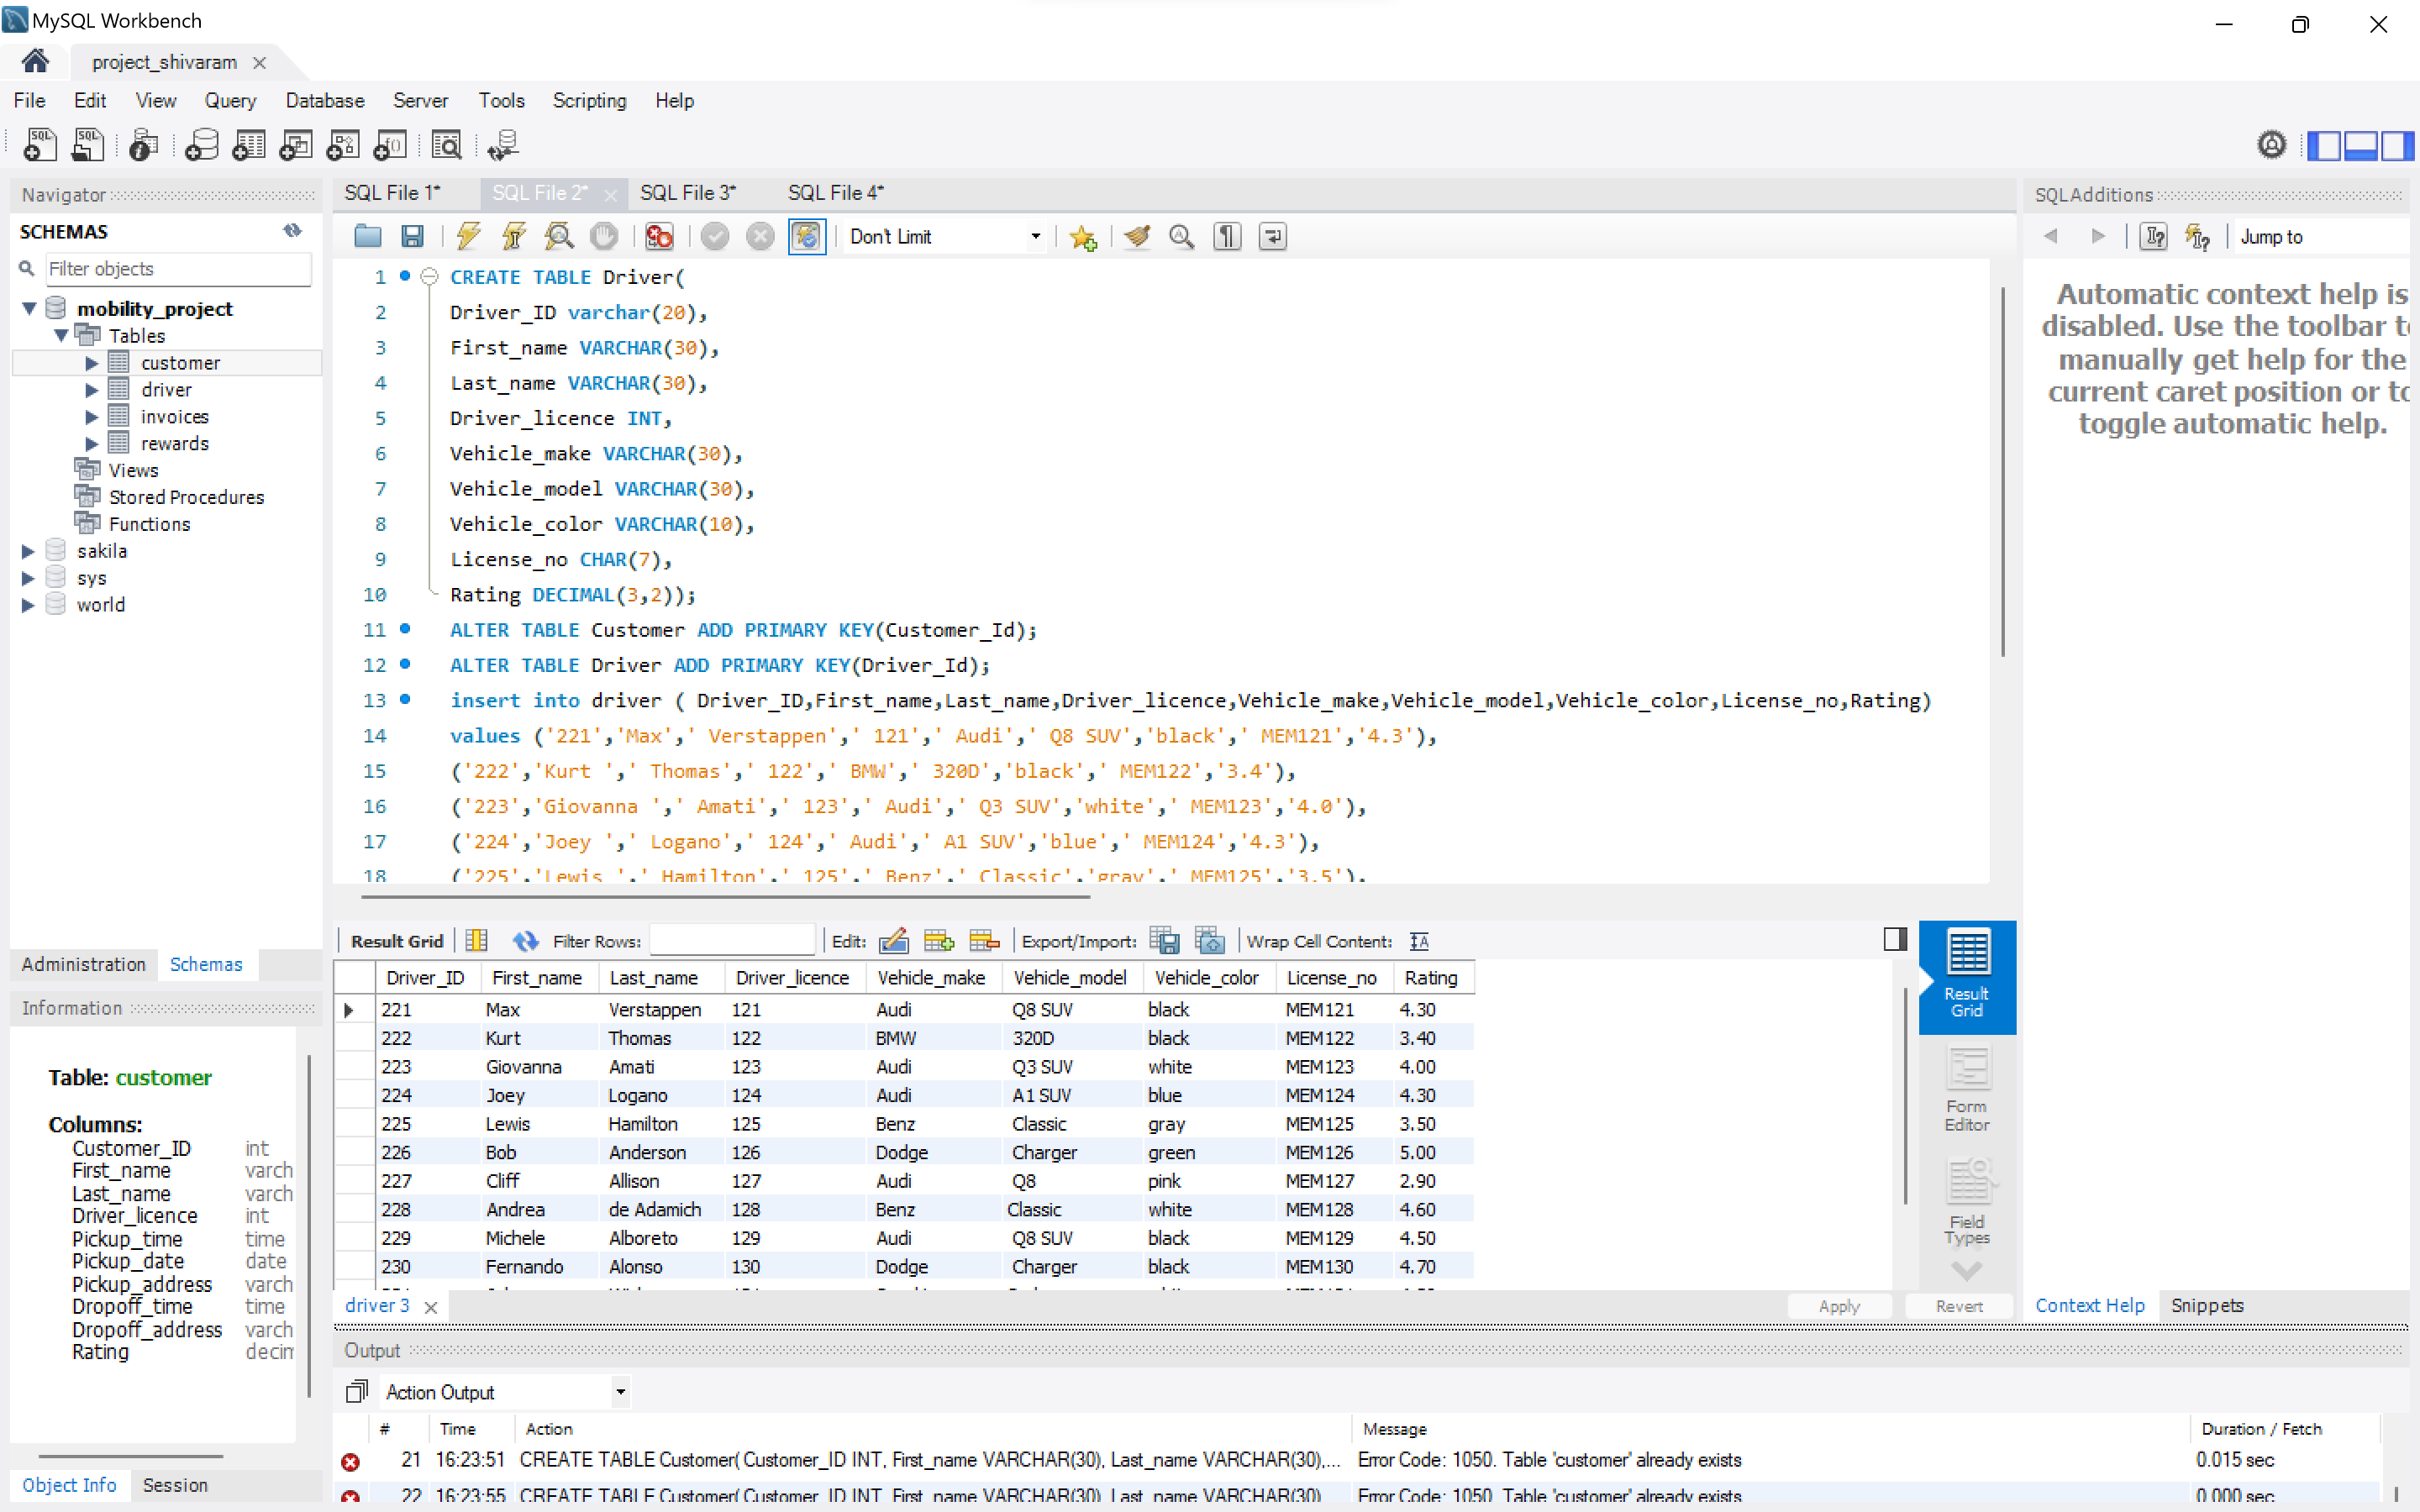 MySQL Workbench
project_shivaram
File Edit View Query Database Server Tools Scripting Help
Navigator
SCHEMAS
Filter objects
mobility_project
Tables
customer
driver
invoices
rewards
Views
Stored Procedures
Functions
sakila
sys
world
Administration Schemas
Information
Table: customer
Columns:
Customer_ID int
First_name varch
Last_name varch
Driver_licence int
Pickup_time time
Pickup_date date
Pickup_address varch
Dropoff_time time
Dropoff_address varch
Rating decim
Object Info Session
SQL File 1* SQL File 2* SQL File 3* SQL File 4*
Don't Limit
1 CREATE TABLE Driver(
2 Driver_ID varchar(20),
3 First_name VARCHAR(30),
4 Last_name VARCHAR(30),
5 Driver_licence INT,
6 Vehicle_make VARCHAR(30),
7 Vehicle_model VARCHAR(30),
8 Vehicle_color VARCHAR(10),
9 License_no CHAR(7),
10 Rating DECIMAL(3,2));
11 ALTER TABLE Customer ADD PRIMARY KEY(Customer_Id);
12 ALTER TABLE Driver ADD PRIMARY KEY(Driver_Id);
13 insert into driver ( Driver_ID,First_name,Last_name,Driver_licence,Vehicle_make,Vehicle_model,Vehicle_color,License_no,Rating)
14 values ('221','Max',' Verstappen',' 121',' Audi',' Q8 SUV','black',' MEM121','4.3'),
15 ('222','Kurt ',' Thomas',' 122',' BMW',' 320D','black',' MEM122','3.4'),
16 ('223','Giovanna ',' Amati',' 123',' Audi',' Q3 SUV','white',' MEM123','4.0'),
17 ('224','Joey ',' Logano',' 124',' Audi',' A1 SUV','blue',' MEM124','4.3'),
18 ('225','Lewis ',' Hamilton',' 125',' Benz',' Classic','gray',' MEM125','3.5'),
Result Grid Filter Rows: Edit: Export/Import: Wrap Cell Content:
Driver_ID First_name Last_name Driver_licence Vehicle_make Vehicle_model Vehicle_color License_no Rating
221 Max Verstappen 121 Audi Q8 SUV black MEM121 4.30
222 Kurt Thomas 122 BMW 320D black MEM122 3.40
223 Giovanna Amati 123 Audi Q3 SUV white MEM123 4.00
224 Joey Logano 124 Audi A1 SUV blue MEM124 4.30
225 Lewis Hamilton 125 Benz Classic gray MEM125 3.50
226 Bob Anderson 126 Dodge Charger green MEM126 5.00
227 Cliff Allison 127 Audi Q8 pink MEM127 2.90
228 Andrea de Adamich 128 Benz Classic white MEM128 4.60
229 Michele Alboreto 129 Audi Q8 SUV black MEM129 4.50
230 Fernando Alonso 130 Dodge Charger black MEM130 4.70
Result
Grid
Form
Editor
Field
Types
driver 3
Apply Revert
Output
Action Output
# Time Action Message Duration / Fetch
21 16:23:51 CREATE TABLE Customer( Customer_ID INT, First_name VARCHAR(30), Last_name VARCHAR(30),... Error Code: 1050. Table 'customer' already exists 0.015 sec
22 16:23:55 CREATE TABLE Customer( Customer_ID INT, First_name VARCHAR(30), Last_name VARCHAR(30) Error Code: 1050. Table 'customer' already exists 0.000 sec
SQLAdditions
Jump to
Automatic context help is
disabled. Use the toolbar to
manually get help for the
current caret position or to
toggle automatic help.
Context Help Snippets